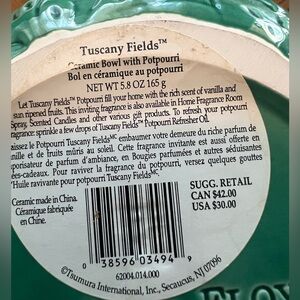 Tuscany Fields™
Ceramic Bowl with Potpourri
Bol en céramique au potpourri
NET WT 5.8 OZ 165 g
Let Tuscany Fields™ Potpourri fill your home with the rich scent of vanilla and
sun ripened fruits. This inviting fragrance is also available in Home Fragrance Room
Spray, Scented Candles and other various gift products. To refresh your potpourri
fragrance: sprinkle a few drops of Tuscany Fields™ Potpourri Refresher Oil.
aissez le Potpourri Tuscany Fields MC embaumer votre demeure du riche parfum de
nille et de fruits mûris au soleil. Cette fragrance invitante est aussi offerte en
arfum d'ambiance, en Bougies parfumées et autres séduisants
ées-cadeaux. Pour raviver la fragrance du potpourri, versez quelques gouttes
'Huile ravivante pour potpourri Tuscany Fields MC.
Ceramic made in China.
Céramique fabriquée
en Chine.
SUGG. RETAIL
CAN $42.00
USA $30.00
0 38596 03494 9
62004.014.000
©Tsumura International, Inc., Secaucus, NJ 07096